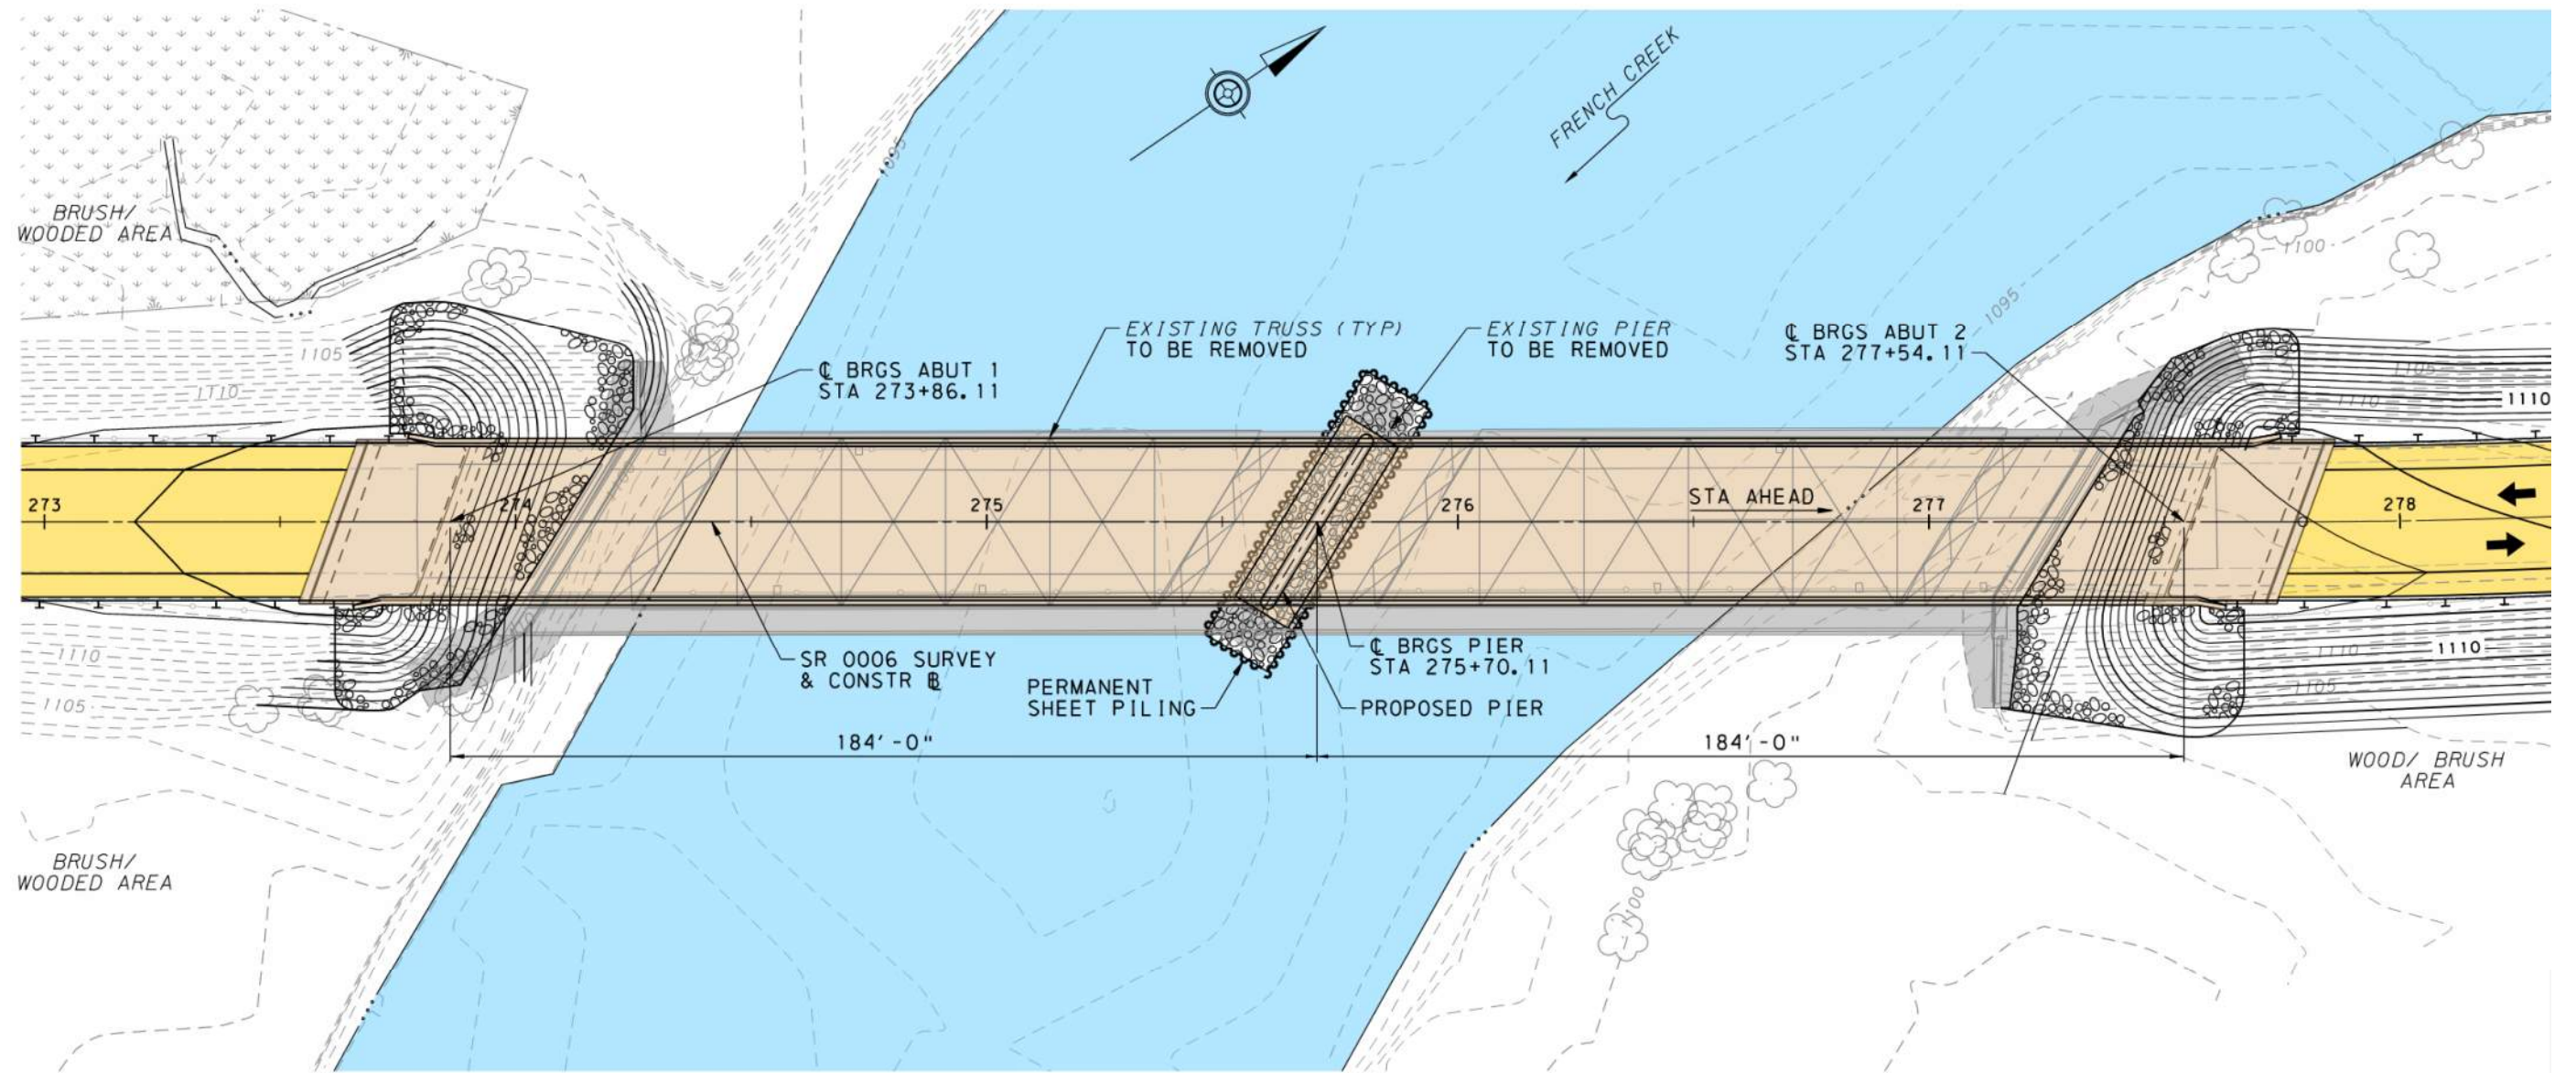 FRENCH CREEK
1095
BRUSH/
WOODED AREA
1100
1095
EXISTING TRUSS (TYP)
TO BE REMOVED
EXISTING PIER
TO BE REMOVED
℄ BRGS ABUT 2
STA 277+54.11
1105
1110
℄ BRGS ABUT 1
STA 273+86.11
1105
1110
1110
273
274
275
276
STA AHEAD
277
278
SR 0006 SURVEY
& CONSTR BL
℄ BRGS PIER
STA 275+70.11
PERMANENT
SHEET PILING
PROPOSED PIER
1110
1105
1110
1110
1105
184'-0"
184'-0"
WOOD/ BRUSH
AREA
BRUSH/
WOODED AREA
1100